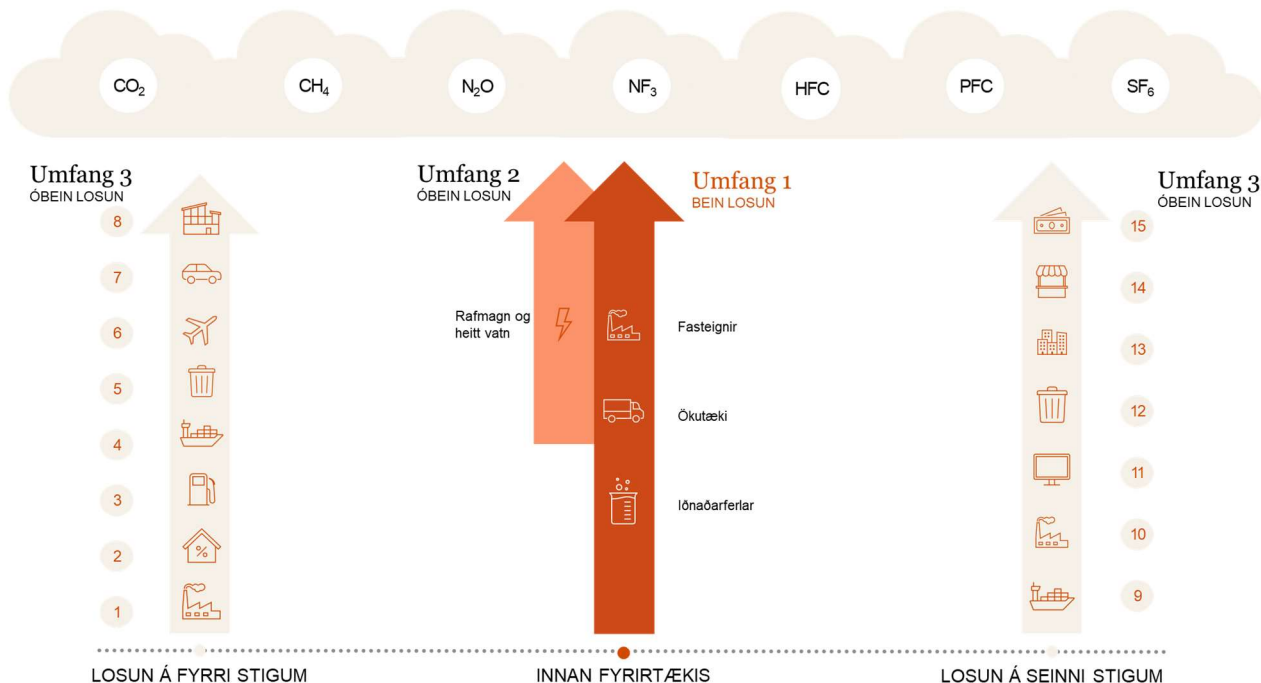 CO₂
CH₄
N₂O
NF₃
HFC
PFC
SF₆
Umfang 3
ÓBEIN LOSUN
8
7
6
5
4
3
2
1
Umfang 2
ÓBEIN LOSUN
Rafmagn og
heitt vatn
Umfang 1
BEIN LOSUN
Fasteignir
Ökutæki
Iðnaðarferlar
Umfang 3
ÓBEIN LOSUN
15
14
13
12
11
10
9
%
LOSUN Á FYRRI STIGUM
INNAN FYRIRTÆKIS
LOSUN Á SEINNI STIGUM